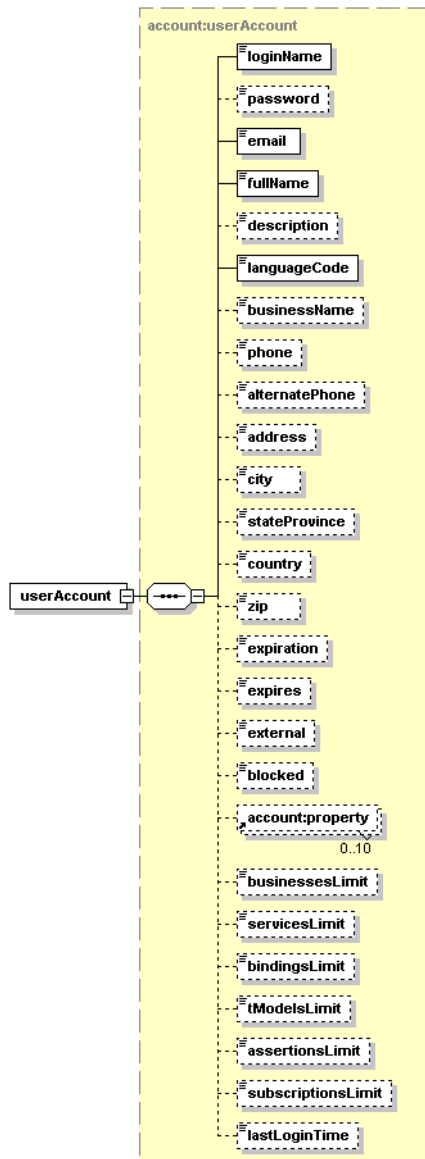 account:userAccount
loginName
password
email
fullName
description
languageCode
businessName
phone
alternatePhone
address
city
stateProvince
country
userAccount
zip
expiration
expires
external
blocked
account:property
0..10
businessesLimit
servicesLimit
bindingsLimit
tModelsLimit
assertionsLimit
subscriptionsLimit
lastLoginTime